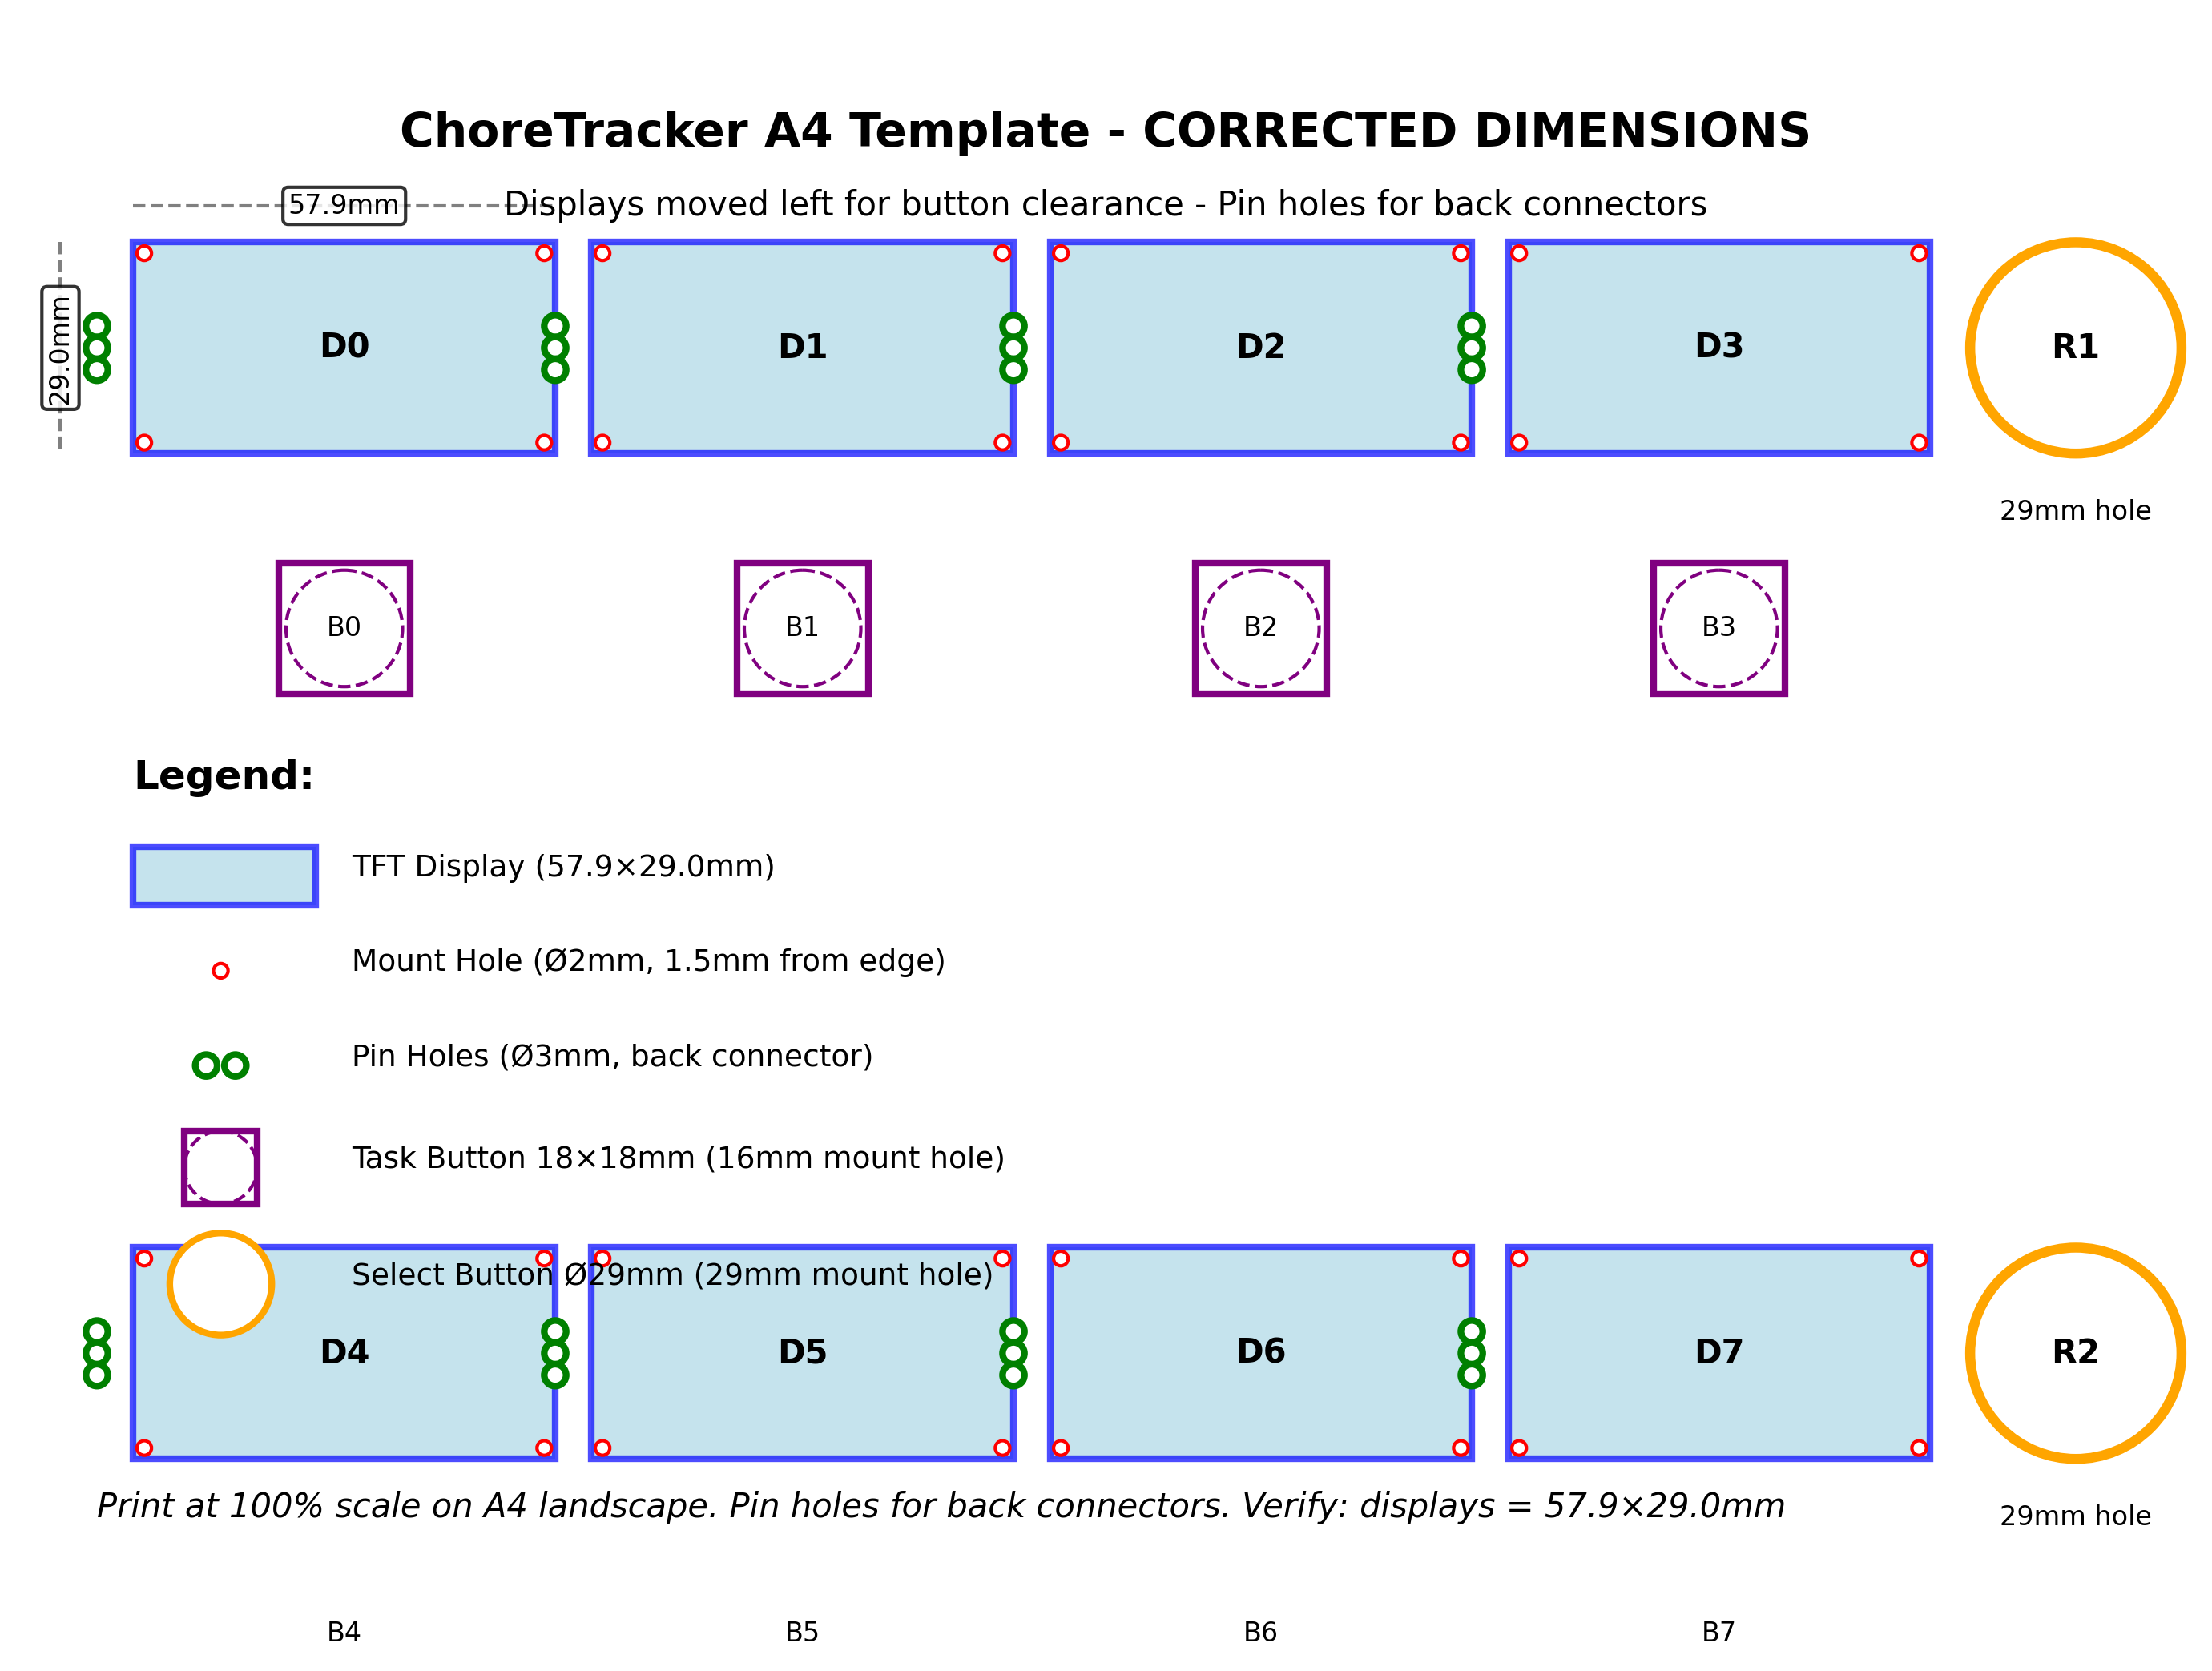 ChoreTracker A4 Template - CORRECTED DIMENSIONS
57.9mm
Displays moved left for button clearance - Pin holes for back connectors
29.0mm
D0
D1
D2
D3
R1
29mm hole
B0
B1
B2
B3
Legend:
TFT Display (57.9×29.0mm)
Mount Hole (Ø2mm, 1.5mm from edge)
Pin Holes (Ø3mm, back connector)
Task Button 18×18mm (16mm mount hole)
Select Button Ø29mm (29mm mount hole)
D4
D5
D6
D7
R2
Print at 100% scale on A4 landscape. Pin holes for back connectors. Verify: displays = 57.9×29.0mm
29mm hole
B4
B5
B6
B7